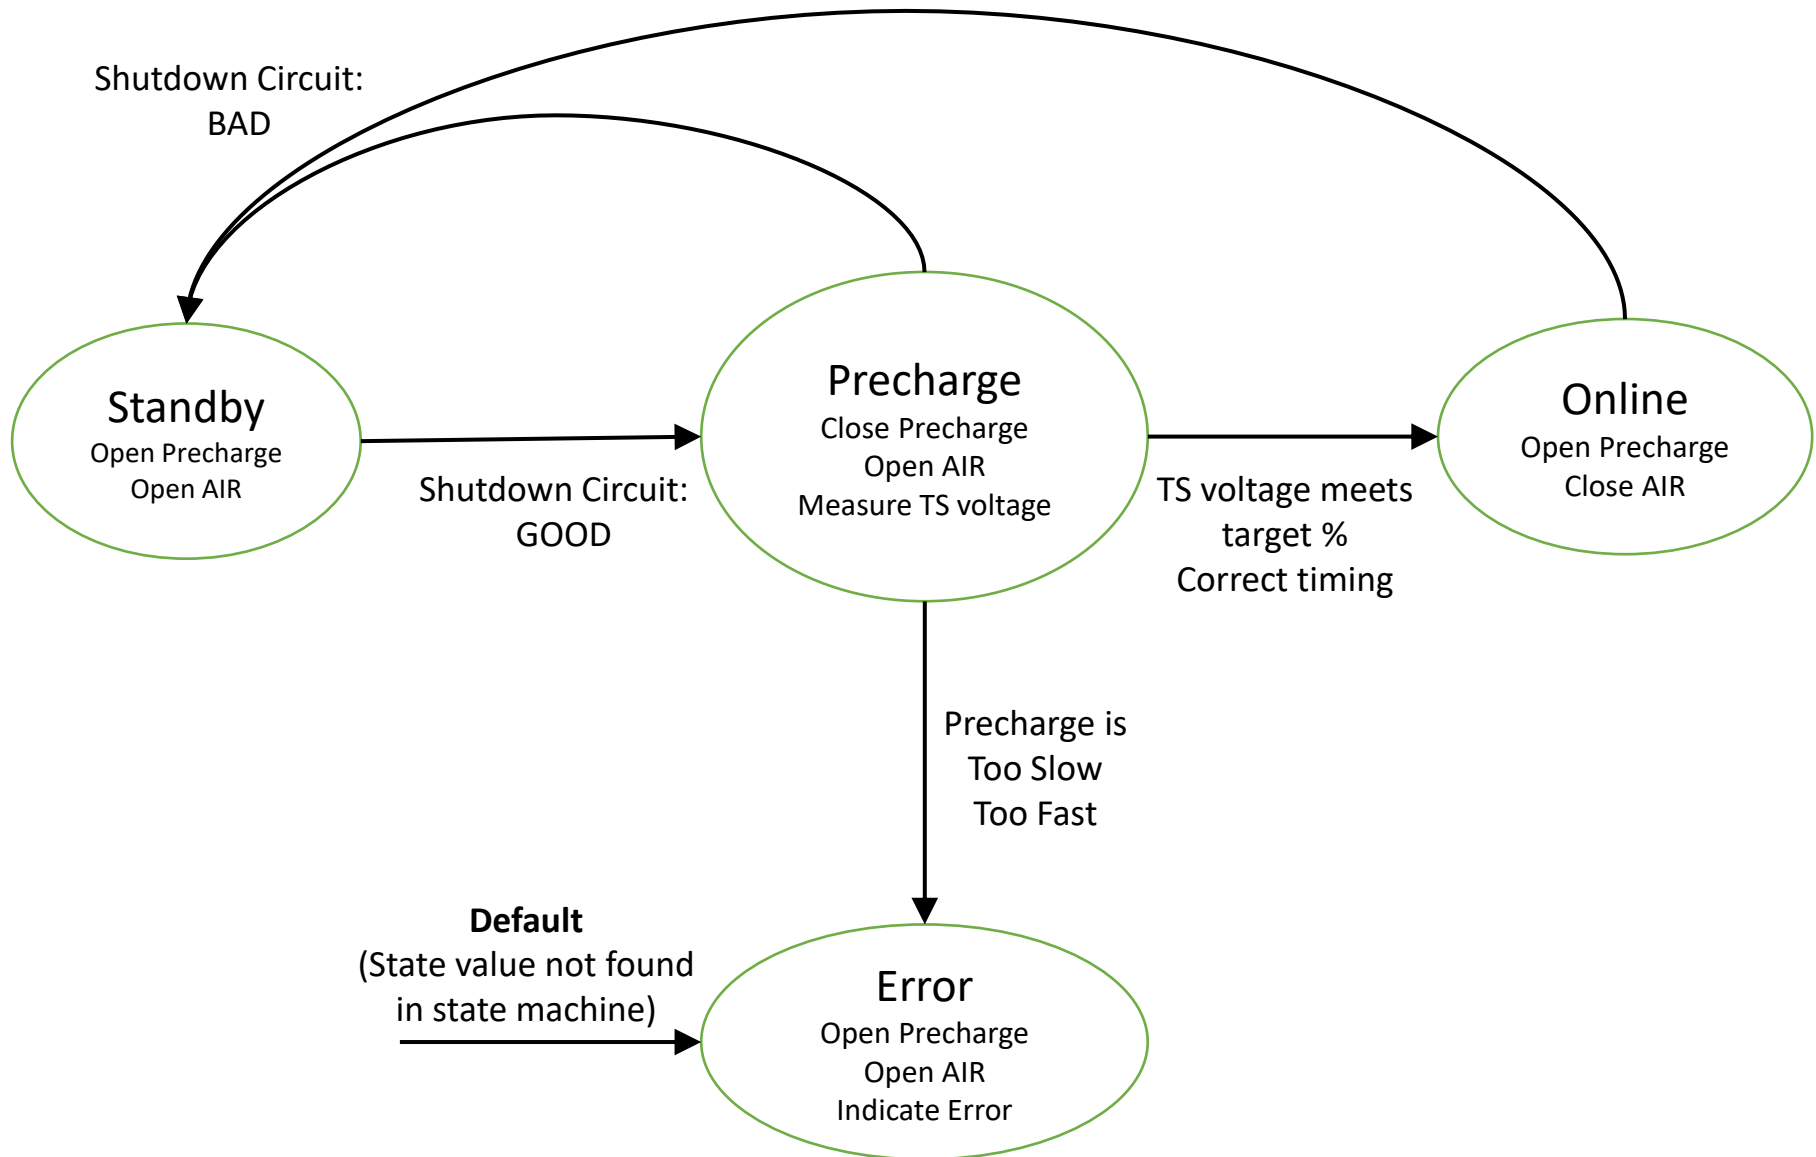 Shutdown Circuit:
BAD
Standby
Open Precharge
Open AIR
Shutdown Circuit:
GOOD
Precharge
Close Precharge
Open AIR
Measure TS voltage
TS voltage meets
target %
Correct timing
Online
Open Precharge
Close AIR
Precharge is
Too Slow
Too Fast
Default
(State value not found
in state machine)
Error
Open Precharge
Open AIR
Indicate Error